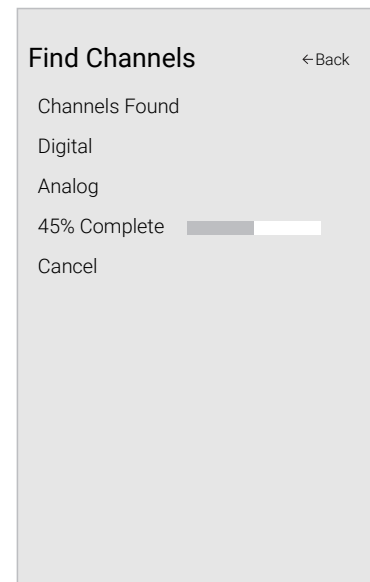 Find Channels
←Back
Channels Found
Digital
Analog
45% Complete
Cancel